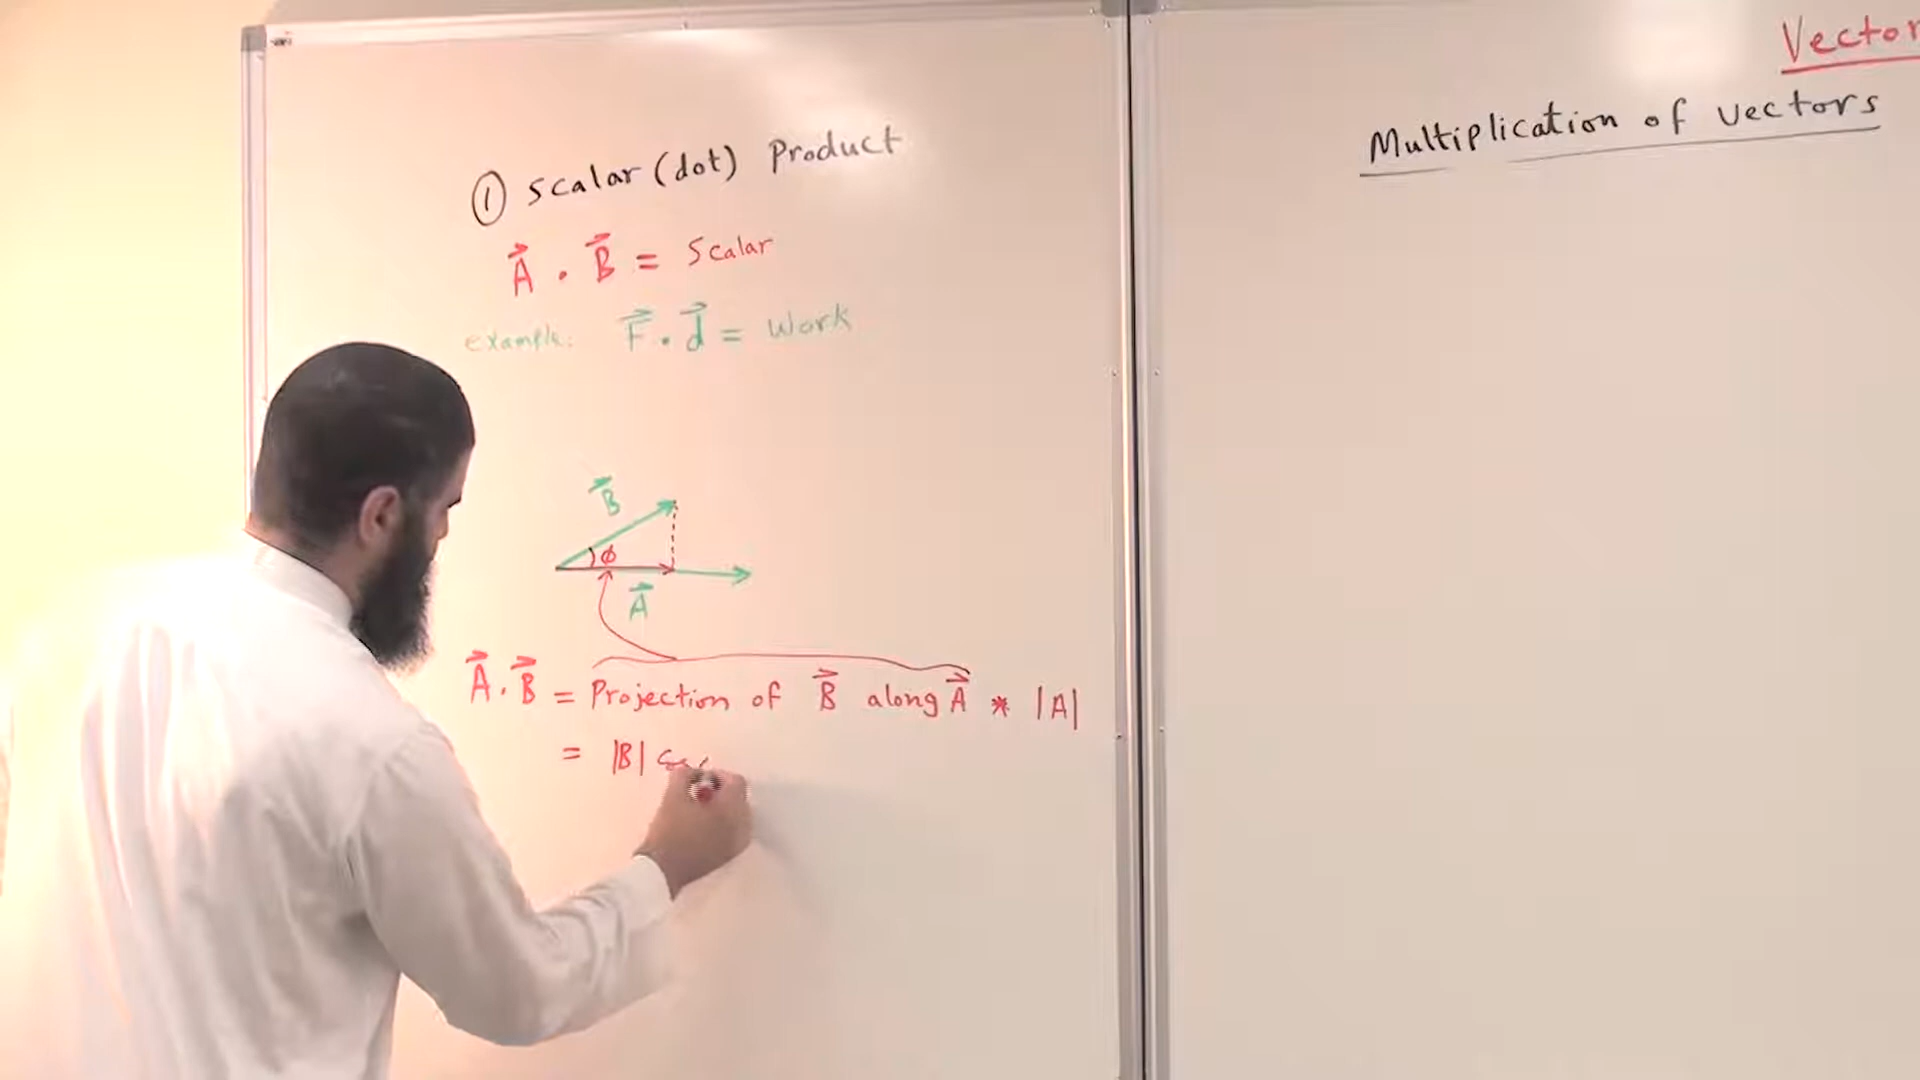 ① Scalar (dot) Product
A⃗ . B⃗ = Scalar
example: F⃗ . d⃗ = Work
B⃗
ϕ
A⃗
A⃗ . B⃗ = Projection of B⃗ along A⃗ * |A|
= |B|
Vector
Multiplication of vectors